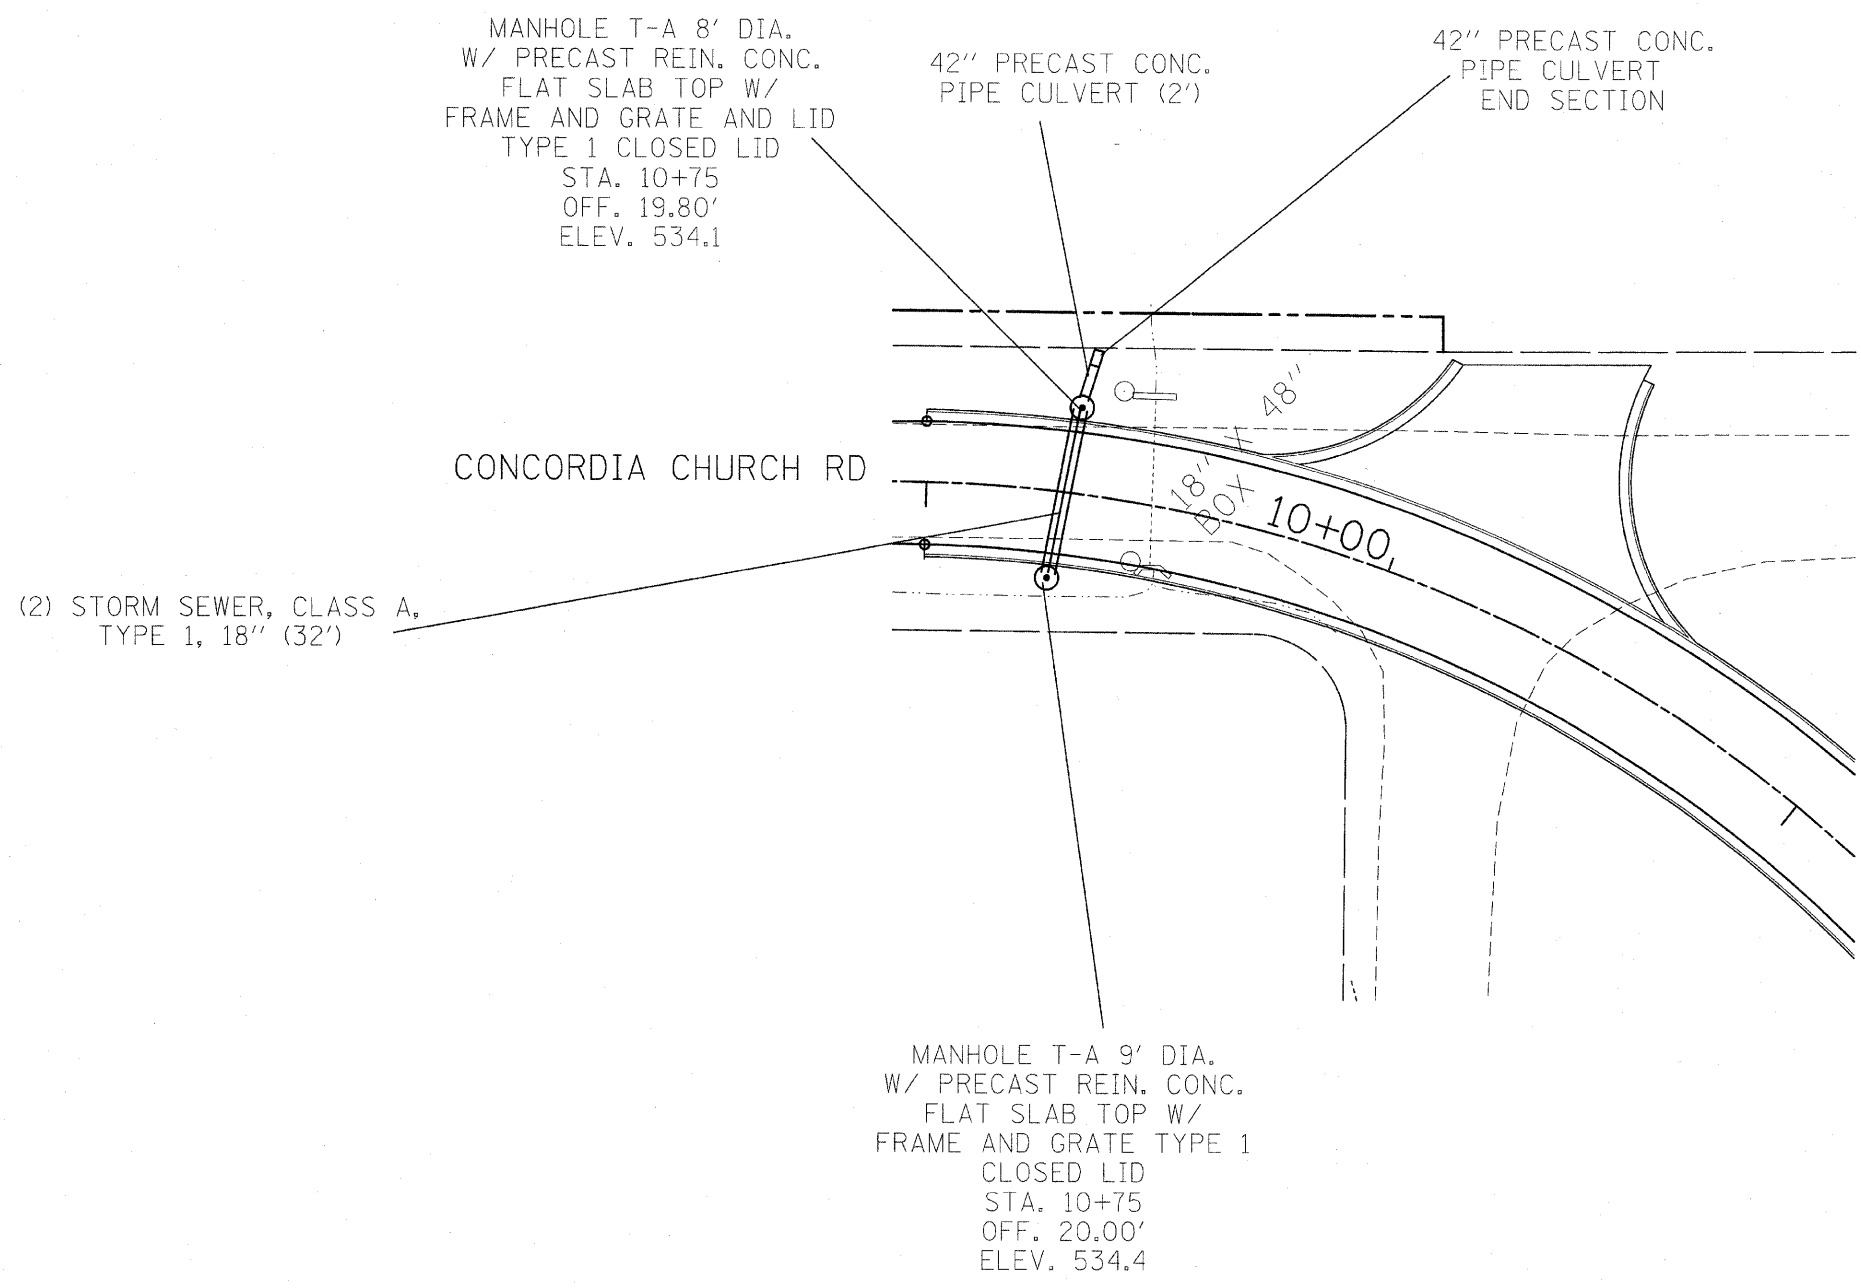 MANHOLE T-A 8' DIA.
W/ PRECAST REIN. CONC.
FLAT SLAB TOP W/
FRAME AND GRATE AND LID
TYPE 1 CLOSED LID
STA. 10+75
OFF. 19.80'
ELEV. 534.1
42" PRECAST CONC.
PIPE CULVERT (2')
42" PRECAST CONC.
PIPE CULVERT
END SECTION
CONCORDIA CHURCH RD
18" X 48"
BOX
10+00
(2) STORM SEWER, CLASS A,
TYPE 1, 18" (32')
MANHOLE T-A 9' DIA.
W/ PRECAST REIN. CONC.
FLAT SLAB TOP W/
FRAME AND GRATE TYPE 1
CLOSED LID
STA. 10+75
OFF. 20.00'
ELEV. 534.4